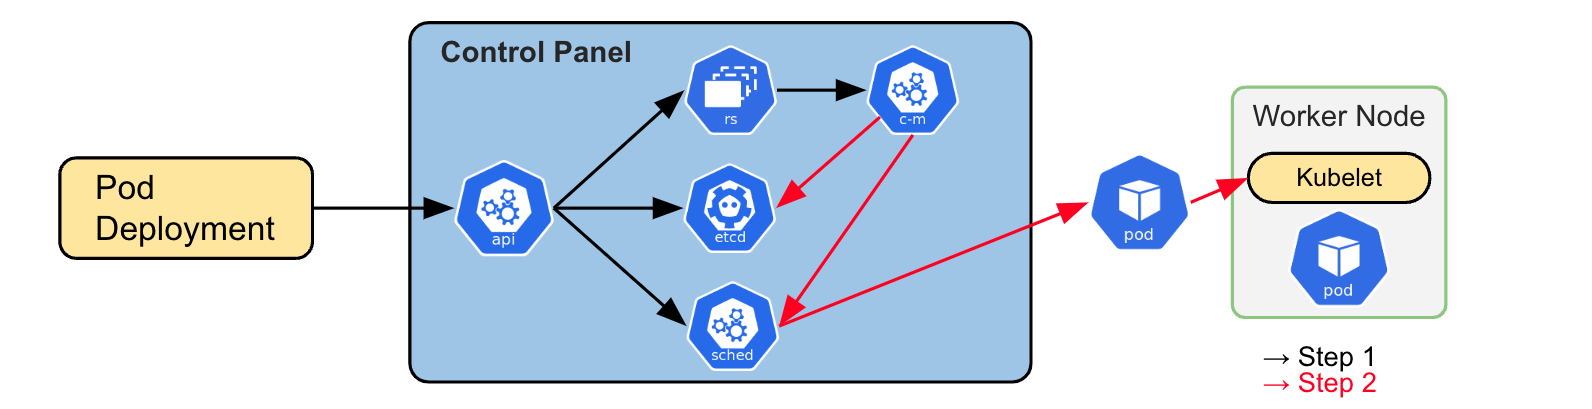 Control Panel
rs
c-m
Pod
Deployment
api
etcd
sched
pod
Worker Node
Kubelet
pod
→ Step 1
→ Step 2